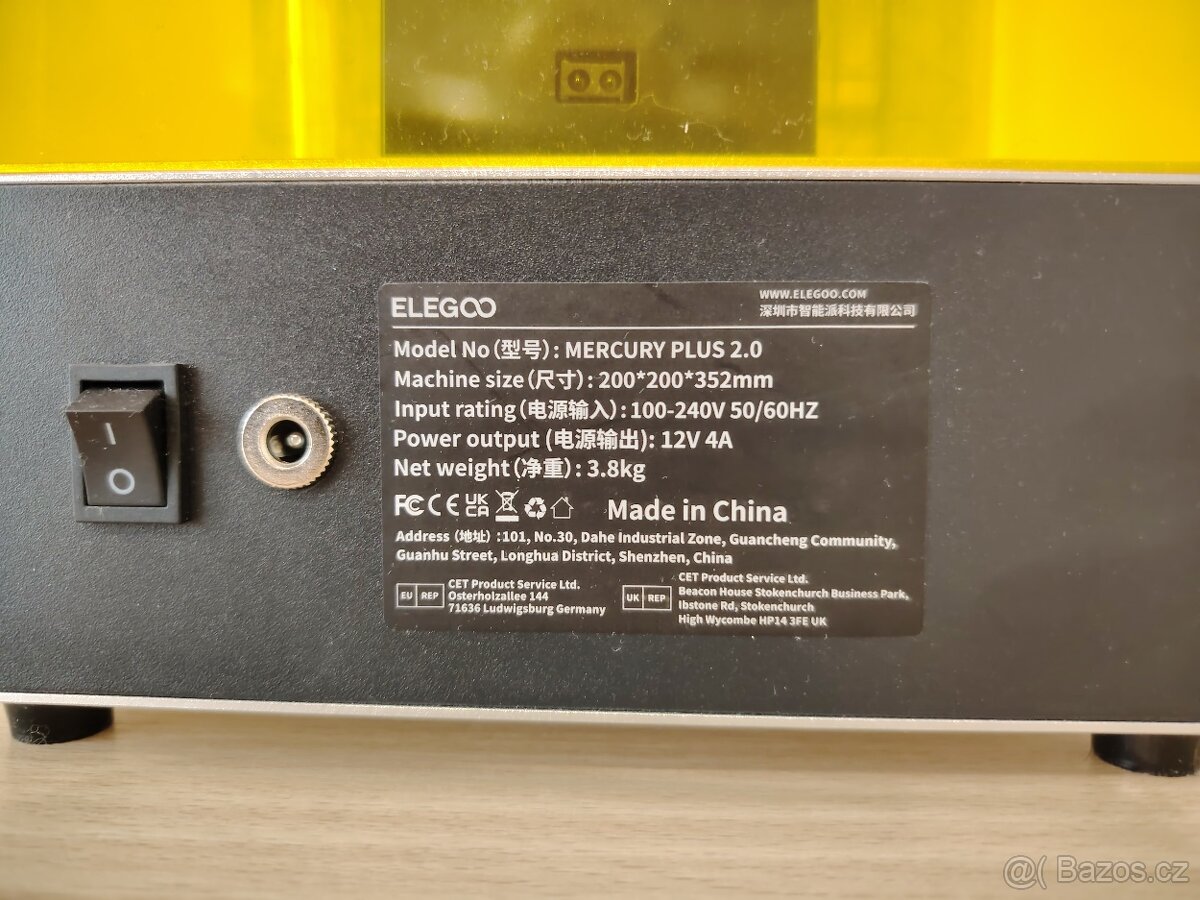 ELEGOO
WWW.ELEGOO.COM
深圳市智能派科技有限公司
Model No(型号): MERCURY PLUS 2.0
Machine size(尺寸): 200*200*352mm
Input rating(电源输入): 100-240V 50/60HZ
Power output (电源输出): 12V 4A
Net weight(净重): 3.8kg
FC CE UK CA Made in China
Address (地址) :101, No.30, Dahe Industrial Zone, Guancheng Community,
Guanhu Street, Longhua District, Shenzhen, China
EU REP
CET Product Service Ltd.
Osterholzallee 144
71636 Ludwigsburg Germany
UK REP
CET Product Service Ltd.
Beacon House Stokenchurch Business Park,
Ibstone Rd, Stokenchurch
High Wycombe HP14 3FE UK
@( Bazos.cz